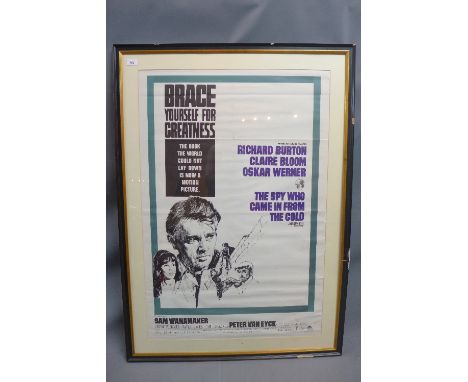 BRACE
YOURSELF FOR
GREATNESS
THE BOOK
THE WORLD
COULD NOT
LAY DOWN
IS NOW A
MOTION
PICTURE.
RICHARD BURTON
CLAIRE BLOOM
OSKAR WERNER
THE SPY WHO
CAME IN FROM
THE COLD
SAM WANAMAKER
PETER VAN EYCK